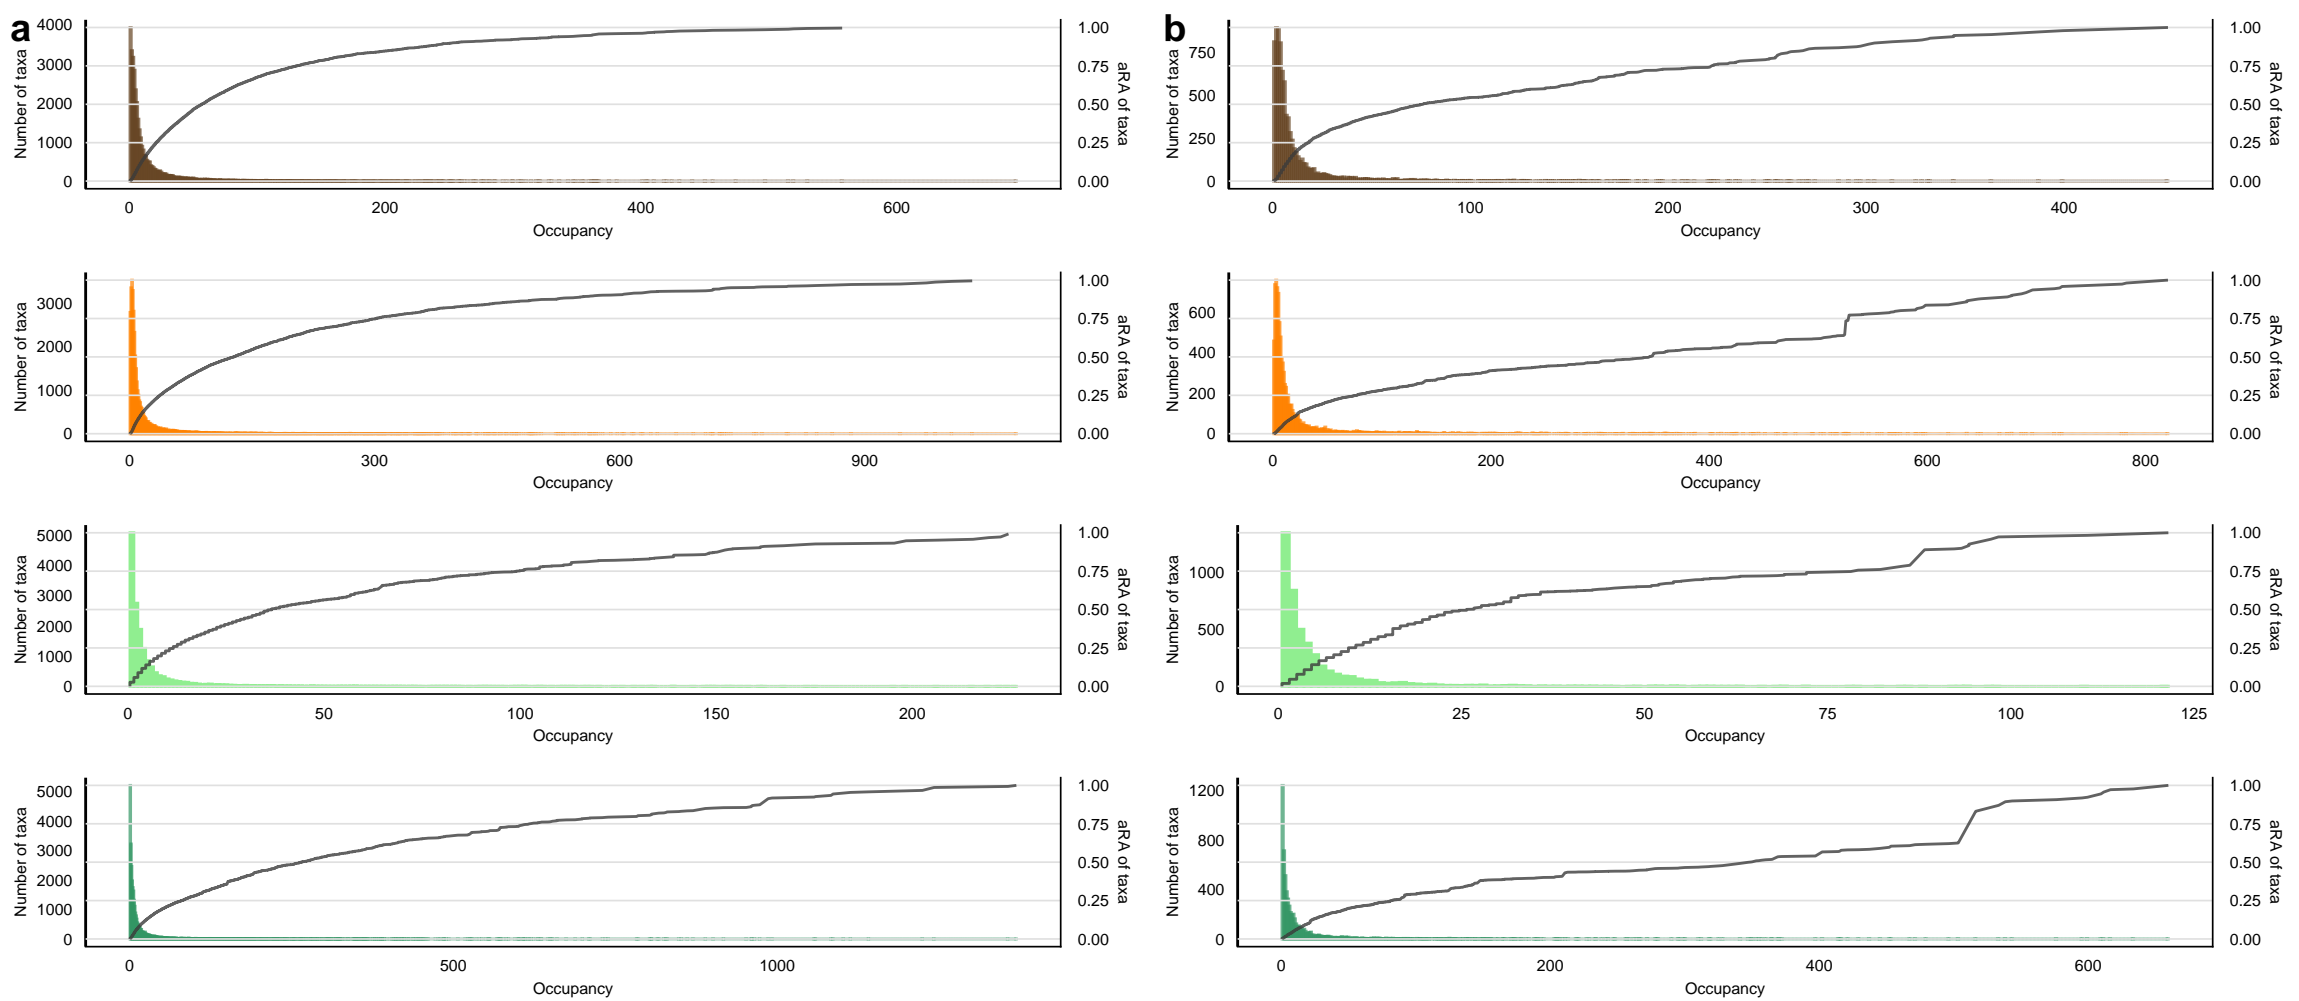 a
Number of taxa
4000
3000
2000
1000
0
1.00
0.75
0.50
0.25
0.00
aRA of taxa
0 200 400 600
Occupancy
b
Number of taxa
750
500
250
0
1.00
0.75
0.50
0.25
0.00
aRA of taxa
0 100 200 300 400
Occupancy
Number of taxa
3000
2000
1000
0
1.00
0.75
0.50
0.25
0.00
aRA of taxa
0 300 600 900
Occupancy
Number of taxa
600
400
200
0
1.00
0.75
0.50
0.25
0.00
aRA of taxa
0 200 400 600 800
Occupancy
Number of taxa
5000
4000
3000
2000
1000
0
1.00
0.75
0.50
0.25
0.00
aRA of taxa
0 50 100 150 200
Occupancy
Number of taxa
1000
500
0
1.00
0.75
0.50
0.25
0.00
aRA of taxa
0 25 50 75 100 125
Occupancy
Number of taxa
5000
4000
3000
2000
1000
0
1.00
0.75
0.50
0.25
0.00
aRA of taxa
0 500 1000
Occupancy
Number of taxa
1200
800
400
0
1.00
0.75
0.50
0.25
0.00
aRA of taxa
0 200 400 600
Occupancy